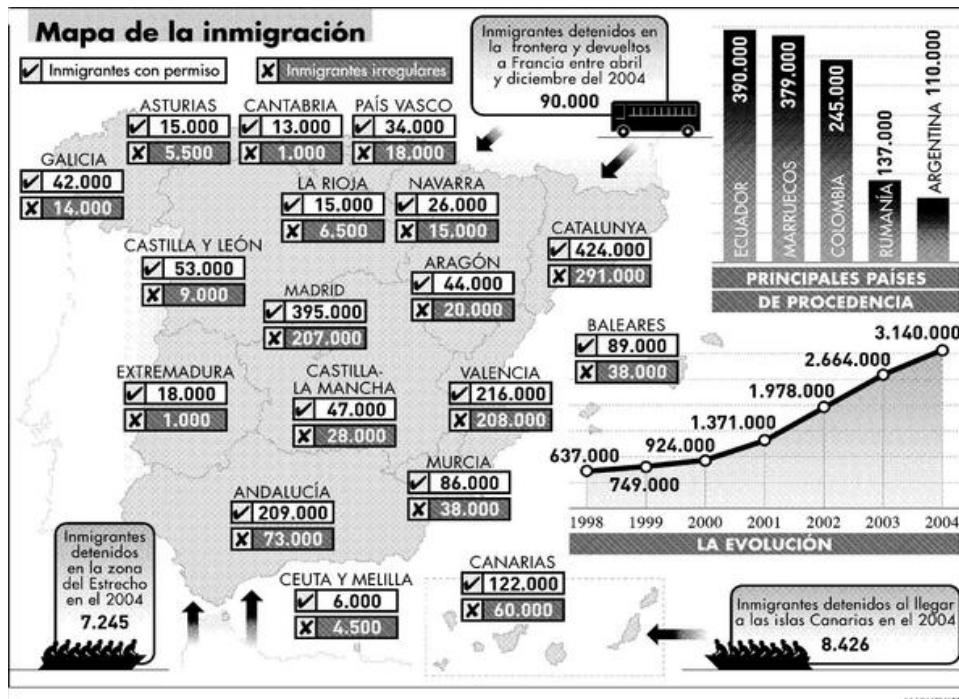 Mapa de la inmigración
✔ Inmigrantes con permiso
✘ Inmigrantes irregulares
Inmigrantes detenidos en
la frontera y devueltos
a Francia entre abril
y diciembre del 2004
90.000
ASTURIAS
✔ 15.000
✘ 5.500
CANTABRIA
✔ 13.000
✘ 1.000
PAÍS VASCO
✔ 34.000
✘ 18.000
GALICIA
✔ 42.000
✘ 14.000
LA RIOJA
✔ 15.000
✘ 6.500
NAVARRA
✔ 26.000
✘ 15.000
CATALUNYA
✔ 424.000
✘ 291.000
CASTILLA Y LEÓN
✔ 53.000
✘ 9.000
ARAGÓN
✔ 44.000
✘ 20.000
MADRID
✔ 395.000
✘ 207.000
BALEARES
✔ 89.000
✘ 38.000
EXTREMADURA
✔ 18.000
✘ 1.000
CASTILLA-
LA MANCHA
✔ 47.000
✘ 28.000
VALENCIA
✔ 216.000
✘ 208.000
MURCIA
✔ 86.000
✘ 38.000
ANDALUCÍA
✔ 209.000
✘ 73.000
CEUTA Y MELILLA
✔ 6.000
✘ 4.500
CANARIAS
✔ 122.000
✘ 60.000
Inmigrantes
detenidos
en la zona
del Estrecho
en el 2004
7.245
Inmigrantes detenidos al llegar
a las islas Canarias en el 2004
8.426
ECUADOR 390.000
MARRUECOS 379.000
COLOMBIA 245.000
RUMANÍA 137.000
ARGENTINA 110.000
PRINCIPALES PAÍSES
DE PROCEDENCIA
637.000
749.000
924.000
1.371.000
1.978.000
2.664.000
3.140.000
1998 1999 2000 2001 2002 2003 2004
LA EVOLUCIÓN